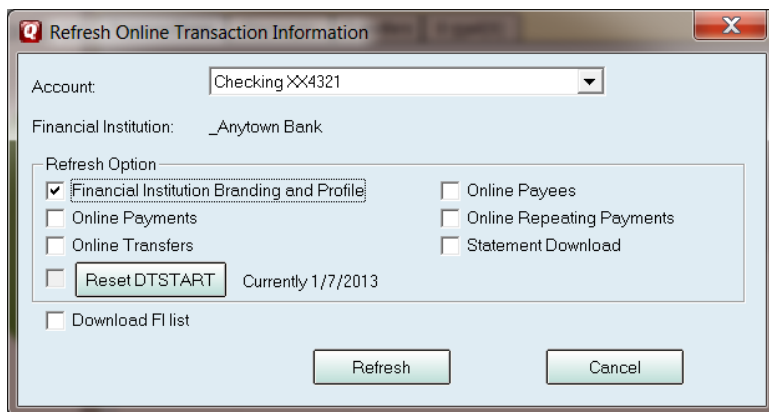 Refresh Online Transaction Information
X
Account:
Checking XX4321
Financial Institution:
_Anytown Bank
Refresh Option
Financial Institution Branding and Profile
Online Payees
Online Payments
Online Repeating Payments
Online Transfers
Statement Download
Reset DTSTART
Currently 1/7/2013
Download FI list
Refresh
Cancel